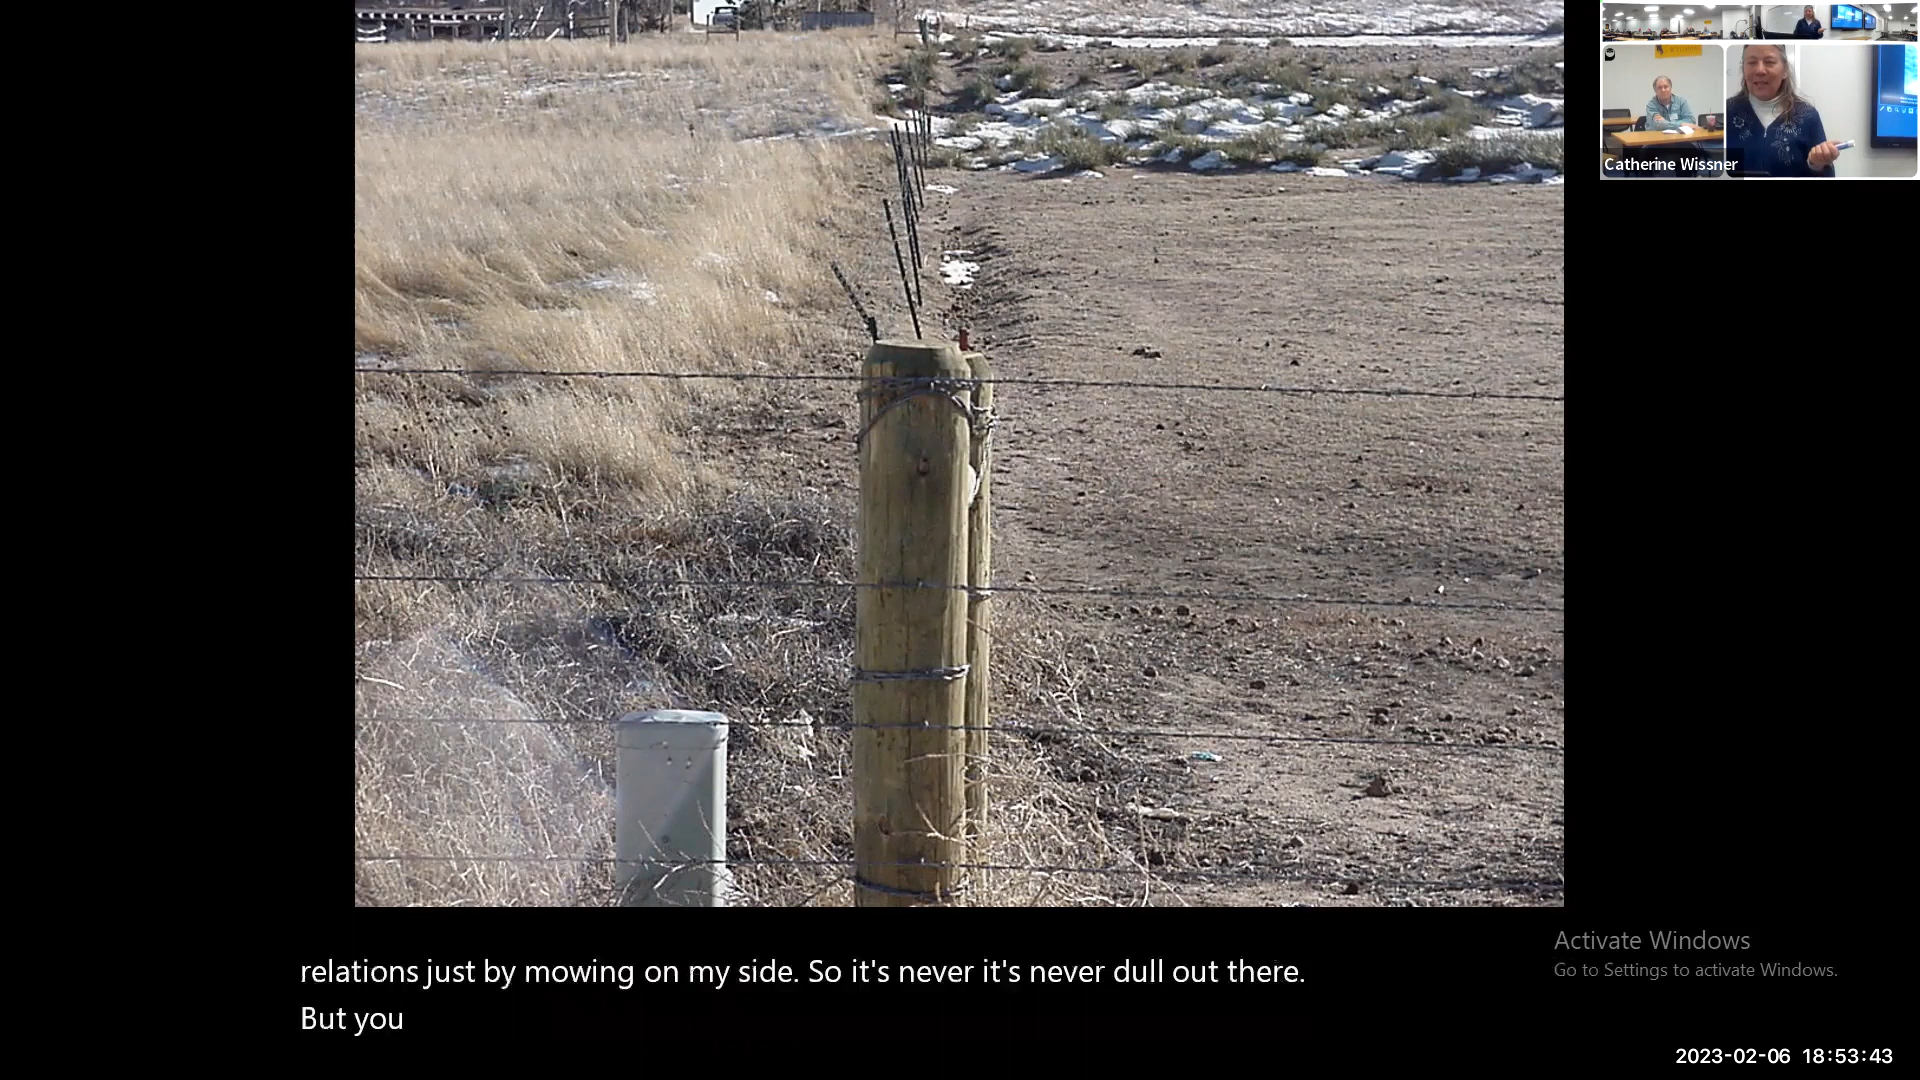 Catherine Wissner
relations just by mowing on my side. So it's never it's never dull out there.
But you
Activate Windows
Go to Settings to activate Windows.
2023-02-06 18:53:43